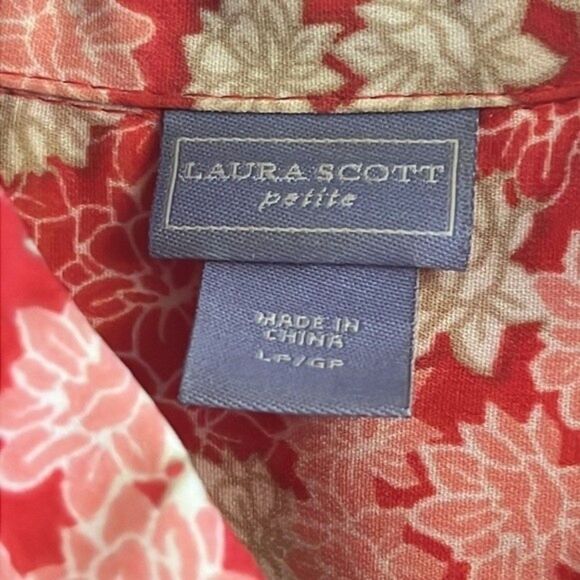 LAURA SCOTT
petite
MADE IN
CHINA
LP/GP